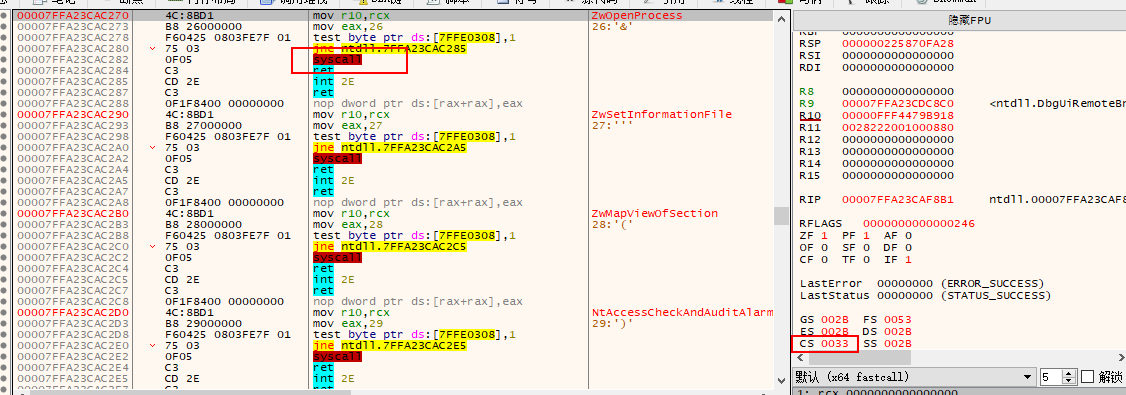 00007FFA23CAC270 4C:8BD1 mov r10,rcx ZwOpenProcess
00007FFA23CAC273 B8 26000000 mov eax,26 26:'&'
00007FFA23CAC278 F60425 0803FE7F 01 test byte ptr ds:[7FFE0308],1
00007FFA23CAC280 75 03 jne ntdll.7FFA23CAC285
00007FFA23CAC282 0F05 syscall
00007FFA23CAC284 C3 ret
00007FFA23CAC285 CD 2E int 2E
00007FFA23CAC287 C3 ret
00007FFA23CAC288 0F1F8400 00000000 nop dword ptr ds:[rax+rax],eax
00007FFA23CAC290 4C:8BD1 mov r10,rcx ZwSetInformationFile
00007FFA23CAC293 B8 27000000 mov eax,27 27:'''
00007FFA23CAC298 F60425 0803FE7F 01 test byte ptr ds:[7FFE0308],1
00007FFA23CAC2A0 75 03 jne ntdll.7FFA23CAC2A5
00007FFA23CAC2A2 0F05 syscall
00007FFA23CAC2A4 C3 ret
00007FFA23CAC2A5 CD 2E int 2E
00007FFA23CAC2A7 C3 ret
00007FFA23CAC2A8 0F1F8400 00000000 nop dword ptr ds:[rax+rax],eax
00007FFA23CAC2B0 4C:8BD1 mov r10,rcx ZwMapViewOfSection
00007FFA23CAC2B3 B8 28000000 mov eax,28 28:'('
00007FFA23CAC2B8 F60425 0803FE7F 01 test byte ptr ds:[7FFE0308],1
00007FFA23CAC2C0 75 03 jne ntdll.7FFA23CAC2C5
00007FFA23CAC2C2 0F05 syscall
00007FFA23CAC2C4 C3 ret
00007FFA23CAC2C5 CD 2E int 2E
00007FFA23CAC2C7 C3 ret
00007FFA23CAC2C8 0F1F8400 00000000 nop dword ptr ds:[rax+rax],eax
00007FFA23CAC2D0 4C:8BD1 mov r10,rcx NtAccessCheckAndAuditAlarm
00007FFA23CAC2D3 B8 29000000 mov eax,29 29:')'
00007FFA23CAC2D8 F60425 0803FE7F 01 test byte ptr ds:[7FFE0308],1
00007FFA23CAC2E0 75 03 jne ntdll.7FFA23CAC2E5
00007FFA23CAC2E2 0F05 syscall
00007FFA23CAC2E4 C3 ret
00007FFA23CAC2E5 CD 2E int 2E
隐藏FPU
RSP 000000225870FA28
RSI 0000000000000000
RDI 0000000000000000
R8 0000000000000000
R9 00007FFA23CDC8C0 <ntdll.DbgUiRemoteBr
R10 00000FFF4479B918
R11 0028222001000880
R12 0000000000000000
R13 0000000000000000
R14 0000000000000000
R15 0000000000000000
RIP 00007FFA23CAF8B1 ntdll.00007FFA23CAF8
RFLAGS 0000000000000246
ZF 1 PF 1 AF 0
OF 0 SF 0 DF 0
CF 0 TF 0 IF 1
LastError 00000000 (ERROR_SUCCESS)
LastStatus 00000000 (STATUS_SUCCESS)
GS 002B FS 0053
ES 002B DS 002B
CS 0033 SS 002B
默认 (x64 fastcall) 5 解锁
1: rcx 0000000000000000